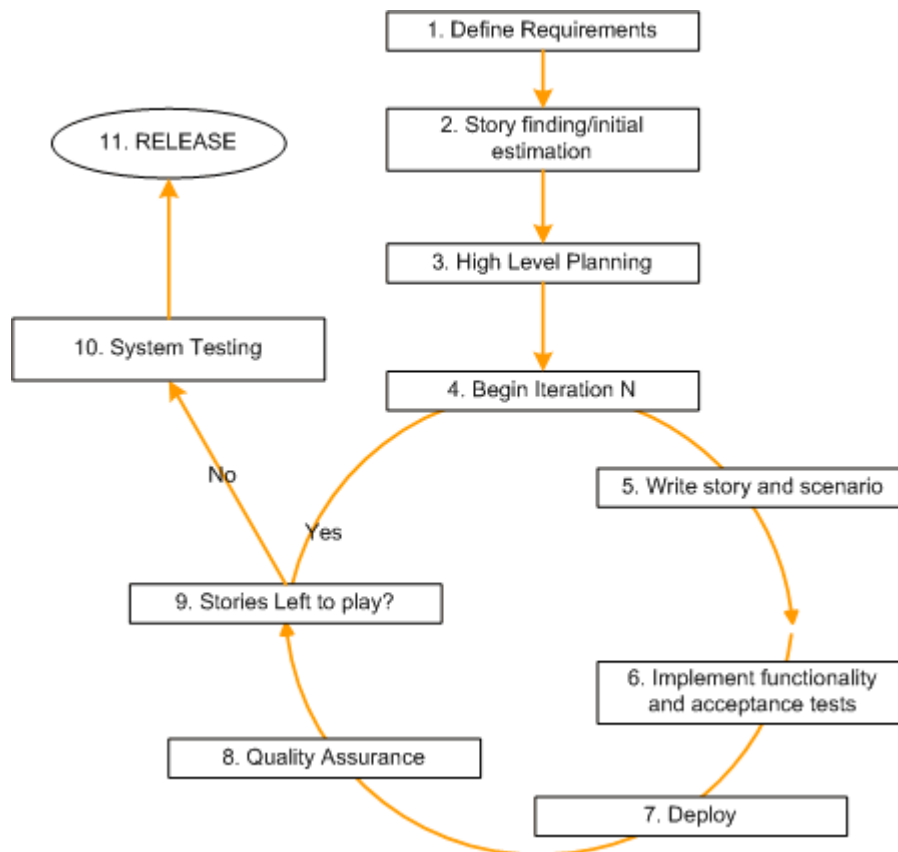 1. Define Requirements
2. Story finding/initial
estimation
11. RELEASE
3. High Level Planning
10. System Testing
4. Begin Iteration N
No
5. Write story and scenario
Yes
9. Stories Left to play?
6. Implement functionality
and acceptance tests
8. Quality Assurance
7. Deploy